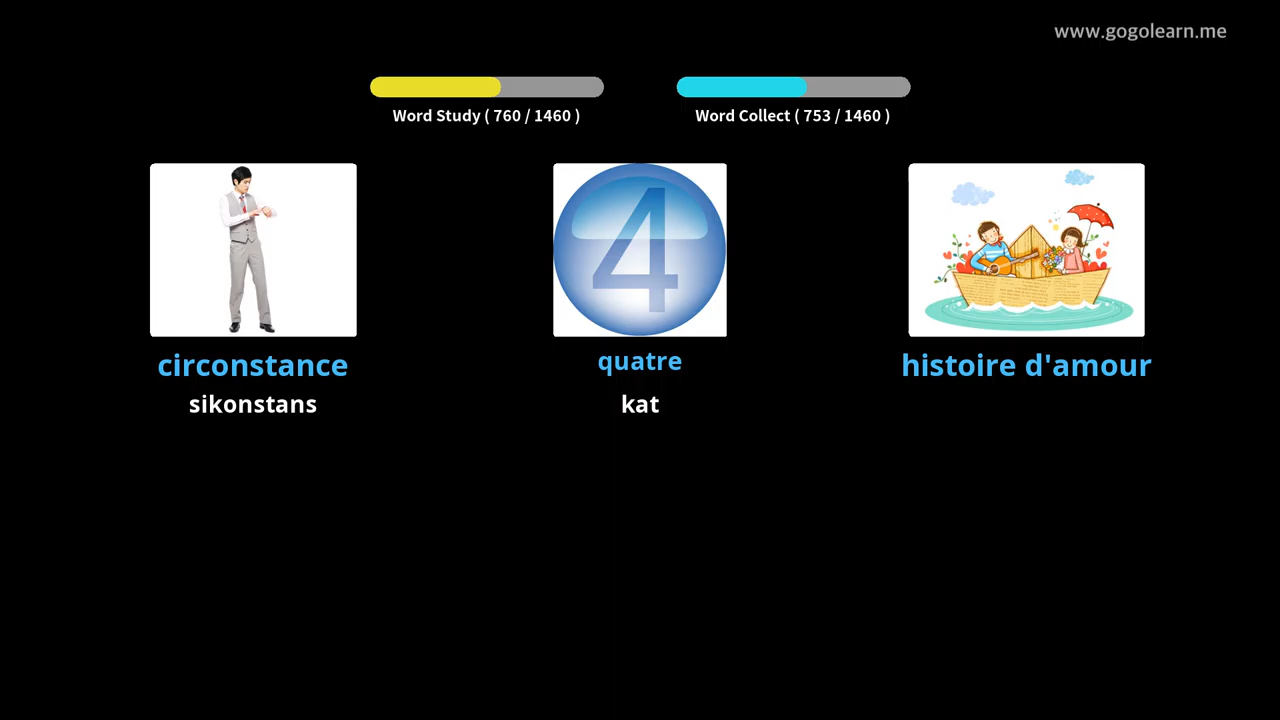 www.gogolearn.me
Word Study ( 760 / 1460 )
Word Collect ( 753 / 1460 )
4
circonstance
quatre
histoire d'amour
sikonstans
kat